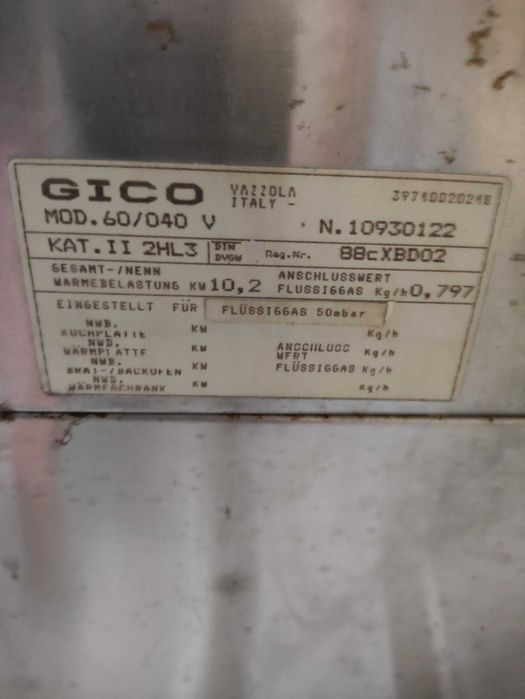 GICO VAZZOLA
ITALY - 39740020248
MOD.60/040 V N.10930122
KAT.II 2HL3 DIN
DVGW Reg.Nr. 88cXBD02
GESAMT-/NENN ANSCHLUSSWERT
WARMEBELASTUNG KW 10,2 FLUSSIGGAS Kg/h 0,797
EINGESTELLT FÜR FLÜSSIGGAS 50mbar
NWB.
KOCHPLATTE KW Kg/h
NWB.
WARMPLATTE KW ANSCHLUSS
WERT Kg/h
NWB.
BRAT-/BACKOFEN KW FLÜSSIGGAS Kg/h
NWB.
WÄRMESCHRANK KW Kg/h